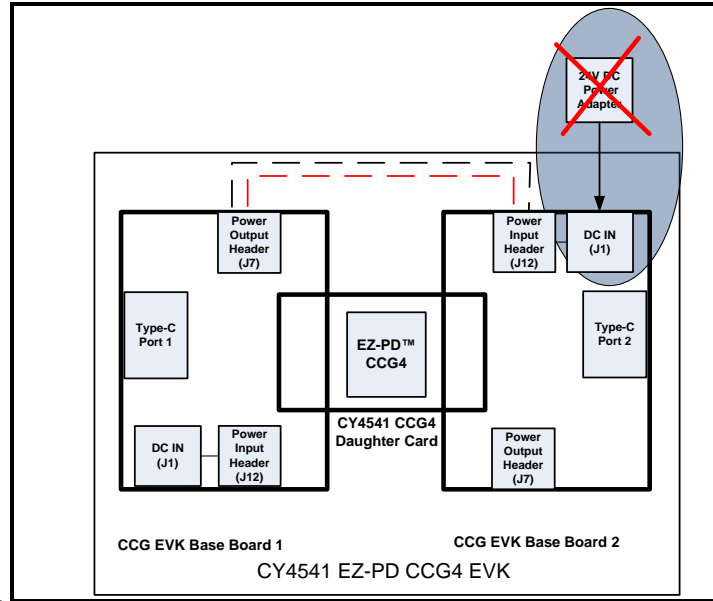 24V DC
Power
Adapter
Power
Output
Header
(J7)
Power
Input
Header
(J12)
DC IN
(J1)
Type-C
Port 1
EZ-PD™
CCG4
Type-C
Port 2
CY4541 CCG4
Daughter Card
DC IN
(J1)
Power
Input
Header
(J12)
Power
Output
Header
(J7)
CCG EVK Base Board 1
CCG EVK Base Board 2
CY4541 EZ-PD CCG4 EVK